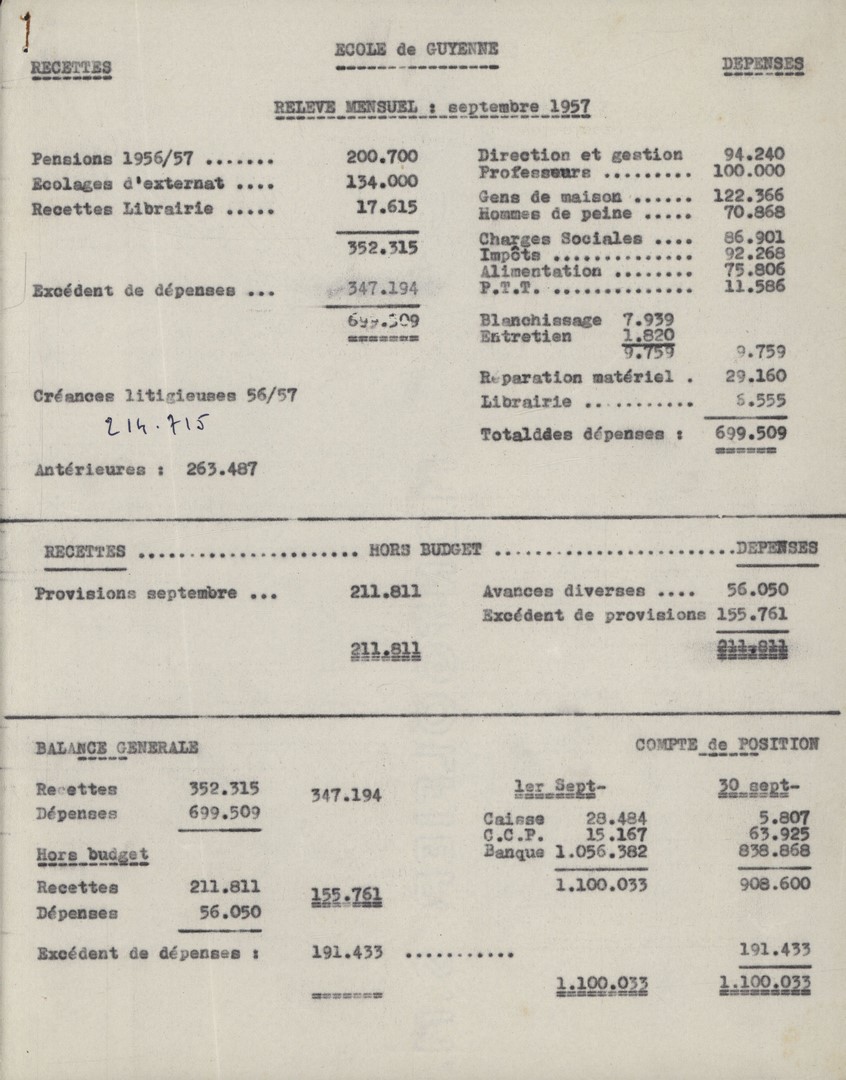 ECOLE de GUYENNE
RECETTES DEPENSES
RELEVE MENSUEL : septembre 1957
Pensions 1956/57 ....... 200.700
Ecolages d'externat .... 134.000
Recettes Librairie ..... 17.615
352.315
Excédent de dépenses ... 347.194
699.509
Créances litigieuses 56/57
214.715
Antérieures : 263.487
Direction et gestion 94.240
Professeurs ......... 100.000
Gens de maison ...... 122.366
Hommes de peine ..... 70.868
Charges Sociales .... 86.901
Impôts .............. 92.268
Alimentation ........ 75.806
P.T.T. .............. 11.586
Blanchissage 7.939
Entretien 1.820
9.759 9.759
Reparation matériel . 29.160
Librairie ........... 6.555
Totalddes dépenses : 699.509
RECETTES ...................... HORS BUDGET ........................DEPENSES
Provisions septembre ... 211.811
211.811
Avances diverses .... 56.050
Excédent de provisions 155.761
211.811
BALANCE GENERALE
Recettes 352.315 347.194
Dépenses 699.509
Hors budget
Recettes 211.811 155.761
Dépenses 56.050
Excédent de dépenses : 191.433 ........... 191.433
COMPTE de POSITION
1er Sept- 30 sept-
Caisse 28.484 5.807
C.C.P. 15.167 63.925
Banque 1.056.382 838.868
1.100.033 908.600
1.100.033 1.100.033